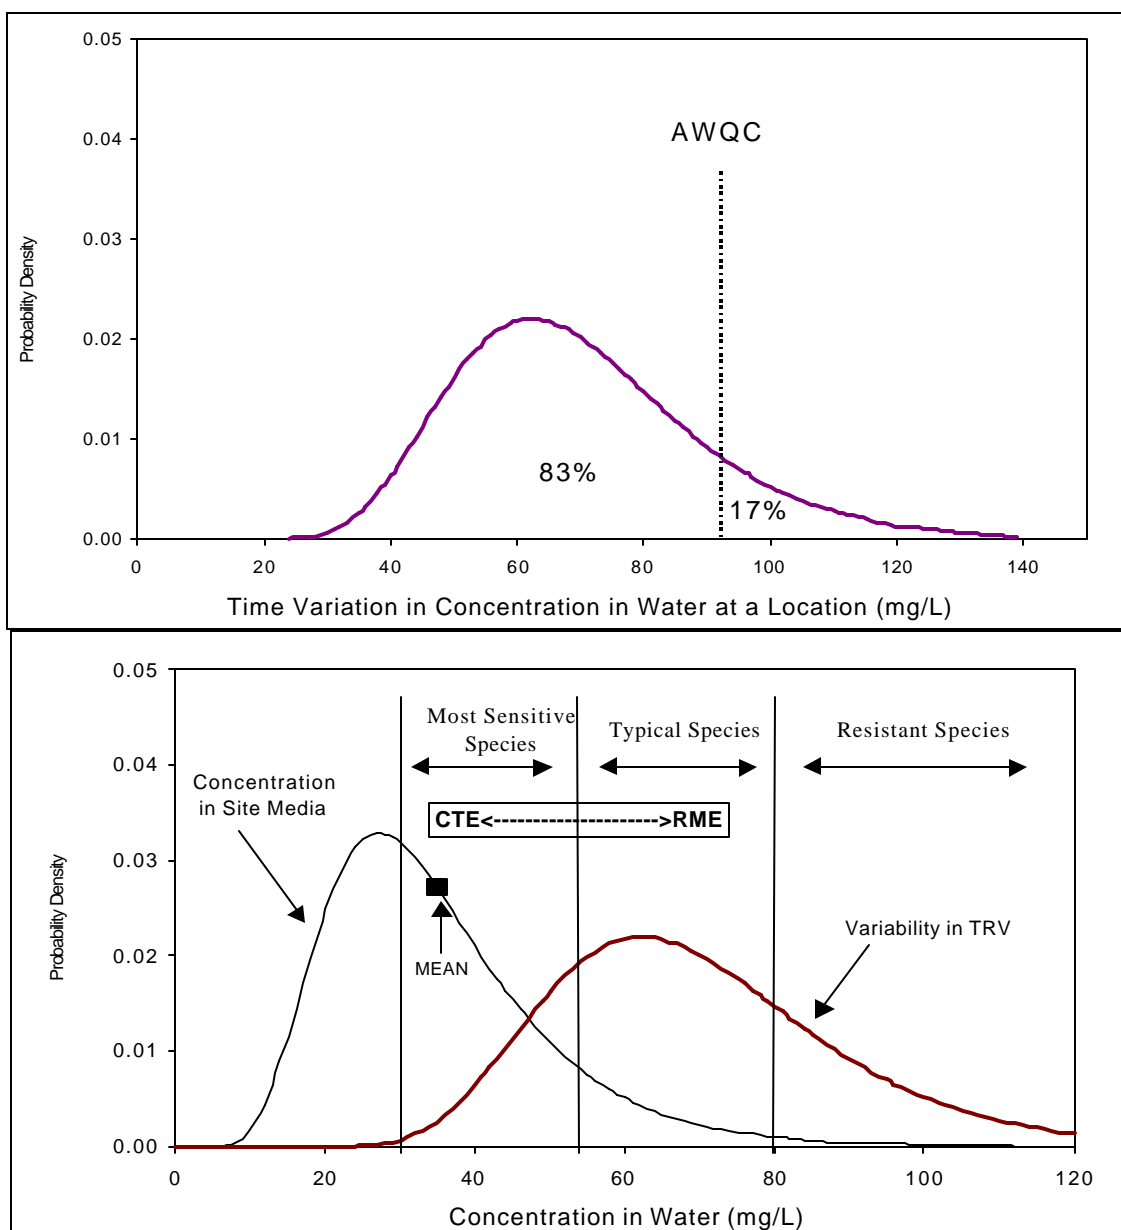 0.05
0.04
0.03
0.02
0.01
0.00
Probability Density
AWQC
83%
17%
0 20 40 60 80 100 120 140
Time Variation in Concentration in Water at a Location (mg/L)
0.05
0.04
0.03
0.02
0.01
0.00
Probability Density
Most Sensitive
Species
Typical Species
Resistant Species
Concentration
in Site Media
CTE<--------------------->RME
MEAN
Variability in TRV
0 20 40 60 80 100 120
Concentration in Water (mg/L)